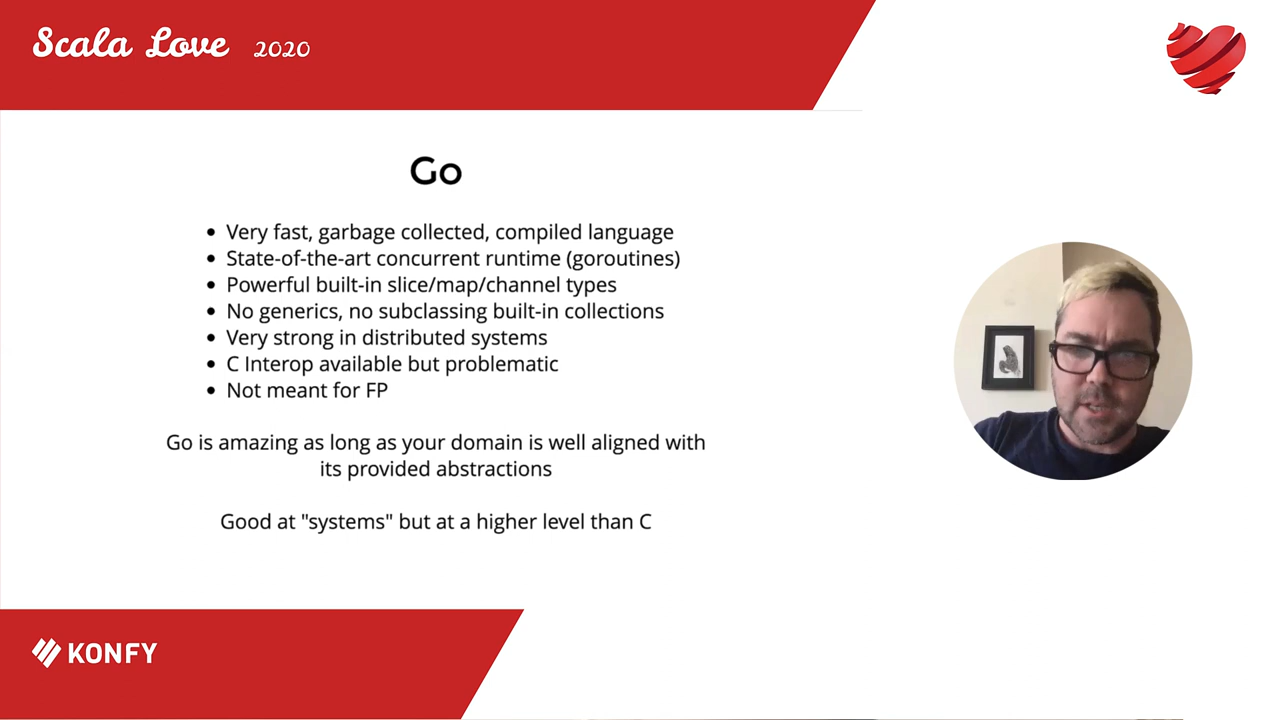 Scala Love 2020
Go
Very fast, garbage collected, compiled language
State-of-the-art concurrent runtime (goroutines)
Powerful built-in slice/map/channel types
No generics, no subclassing built-in collections
Very strong in distributed systems
C Interop available but problematic
Not meant for FP
Go is amazing as long as your domain is well aligned with
its provided abstractions
Good at "systems" but at a higher level than C
KONFY